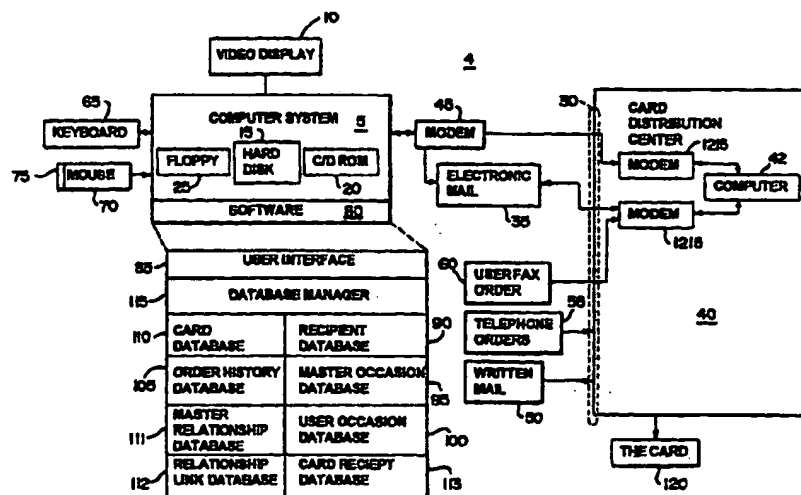 10
VIDEO DISPLAY
4
65
KEYBOARD
75
MOUSE
70
COMPUTER SYSTEM
5
15
FLOPPY
HARD
DISK
C/D ROM
25
20
SOFTWARE
80
45
MODEM
ELECTRONIC
MAIL
35
30
CARD
DISTRIBUTION
CENTER
1215
MODEM
42
COMPUTER
MODEM
1215
40
60
USER FAX
ORDER
55
TELEPHONE
ORDERS
WRITTEN
MAIL
50
THE CARD
120
85
USER INTERFACE
115
DATABASE MANAGER
110
CARD
DATABASE
RECIPIENT
DATABASE
90
105
ORDER HISTORY
DATABASE
MASTER OCCASION
DATABASE
95
111
MASTER
RELATIONSHIP
DATABASE
USER OCCASION
DATABASE
100
112
RELATIONSHIP
LINK DATABASE
CARD RECIEPT
DATABASE
113